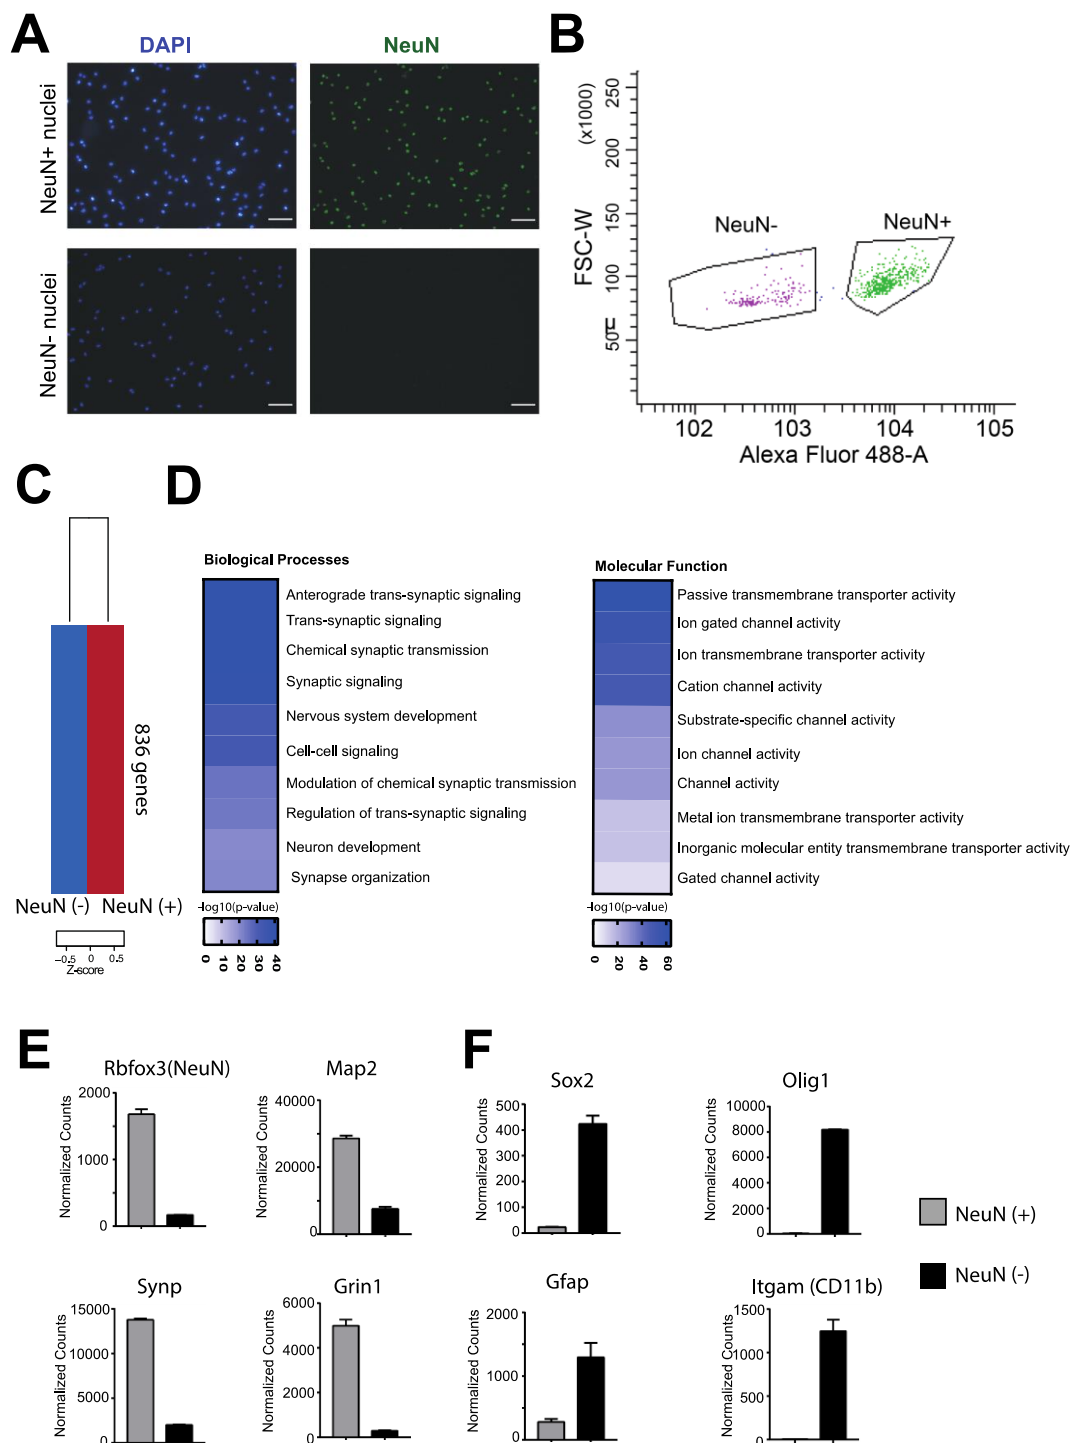 A
DAPI
NeuN
NeuN+ nuclei
NeuN- nuclei
B
FSC-W
(x1000)
250
200
150
100
50
NeuN-
NeuN+
102
103
104
105
Alexa Fluor 488-A
C
836 genes
NeuN (-)
NeuN (+)
-0.5
0
0.5
Z-score
D
Biological Processes
Anterograde trans-synaptic signaling
Trans-synaptic signaling
Chemical synaptic transmission
Synaptic signaling
Nervous system development
Cell-cell signaling
Modulation of chemical synaptic transmission
Regulation of trans-synaptic signaling
Neuron development
Synapse organization
-log10(p-value)
0
10
20
30
40
Molecular Function
Passive transmembrane transporter activity
Ion gated channel activity
Ion transmembrane transporter activity
Cation channel activity
Substrate-specific channel activity
Ion channel activity
Channel activity
Metal ion transmembrane transporter activity
Inorganic molecular entity transmembrane transporter activity
Gated channel activity
-log10(p-value)
0
20
40
60
E
Rbfox3(NeuN)
Normalized Counts
2000
1000
0
Map2
Normalized Counts
40000
20000
0
Synp
Normalized Counts
15000
10000
5000
0
Grin1
Normalized Counts
6000
4000
2000
0
F
Sox2
Normalized Counts
500
400
300
200
100
0
Olig1
Normalized Counts
10000
8000
6000
4000
2000
0
Gfap
Normalized Counts
2000
1000
0
Itgam (CD11b)
Normalized Counts
1500
1000
500
0
NeuN (+)
NeuN (-)